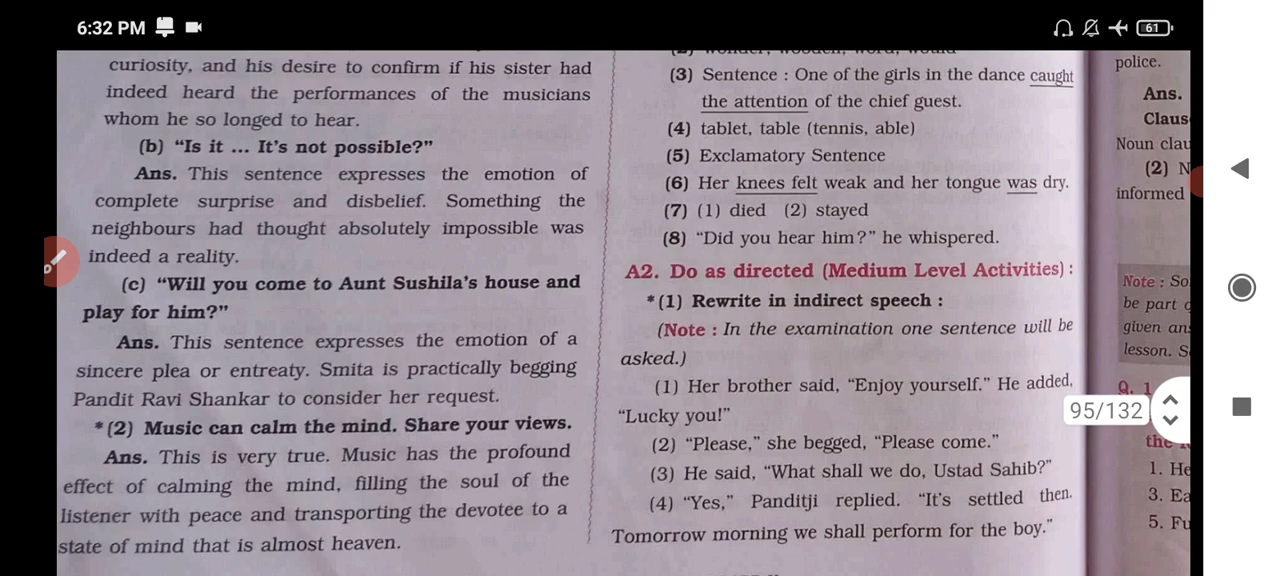 6:32 PM
61
curiosity, and his desire to confirm if his sister had
indeed heard the performances of the musicians
whom he so longed to hear.
(b) “Is it ... It's not possible?”
Ans. This sentence expresses the emotion of
complete surprise and disbelief. Something the
neighbours had thought absolutely impossible was
indeed a reality.
(c) “Will you come to Aunt Sushila's house and
play for him?”
Ans. This sentence expresses the emotion of a
sincere plea or entreaty. Smita is practically begging
Pandit Ravi Shankar to consider her request.
*(2) Music can calm the mind. Share your views.
Ans. This is very true. Music has the profound
effect of calming the mind, filling the soul of the
listener with peace and transporting the devotee to a
state of mind that is almost heaven.
(2) wonder, wooden, word, would
(3) Sentence : One of the girls in the dance caught
the attention of the chief guest.
(4) tablet, table (tennis, able)
(5) Exclamatory Sentence
(6) Her knees felt weak and her tongue was dry.
(7) (1) died (2) stayed
(8) “Did you hear him?” he whispered.
A2. Do as directed (Medium Level Activities) :
*(1) Rewrite in indirect speech :
(Note : In the examination one sentence will be
asked.)
(1) Her brother said, “Enjoy yourself.” He added,
“Lucky you!”
(2) “Please,” she begged, “Please come.”
(3) He said, “What shall we do, Ustad Sahib?”
(4) “Yes,” Panditji replied. “It's settled then.
Tomorrow morning we shall perform for the boy.”
police.
Ans.
Claus
Noun clau
(2) N
informed
Note : So
be part
given an
lesson. S
Q. 1
95/132
the
1. He
3. Ea
5. Fu